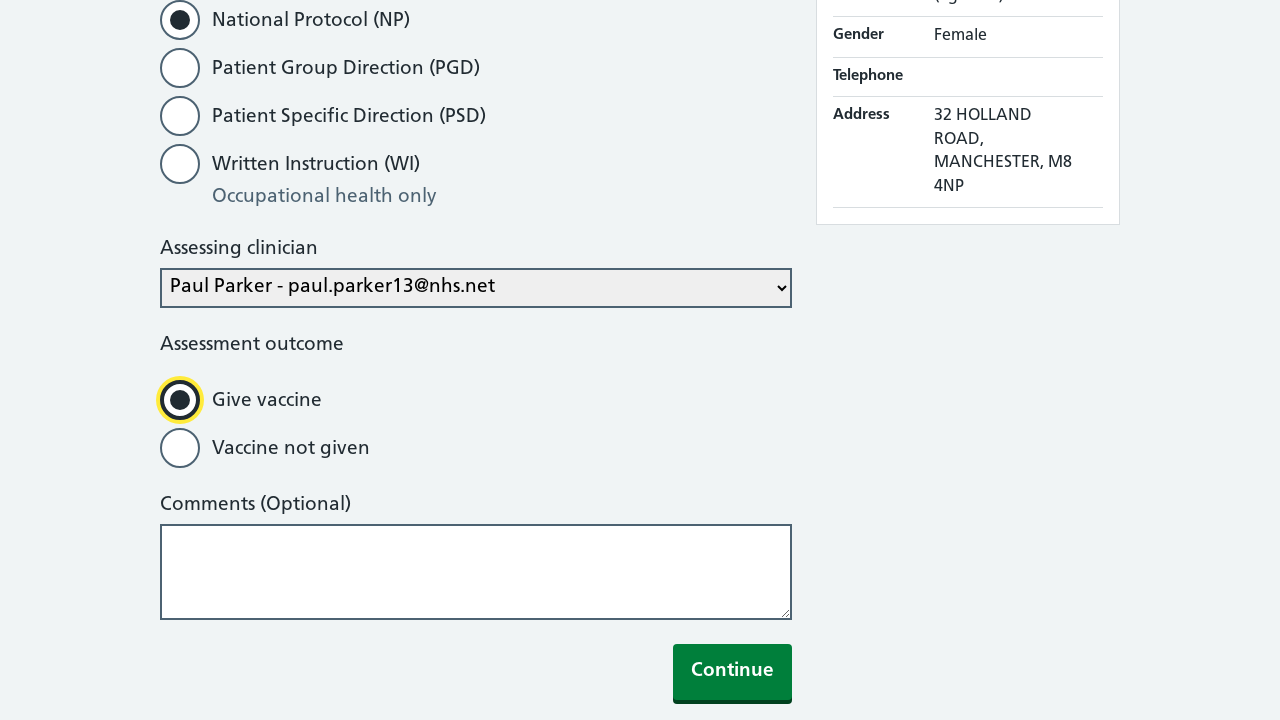 National Protocol (NP)
Patient Group Direction (PGD)
Patient Specific Direction (PSD)
Written Instruction (WI)
Occupational health only
Assessing clinician
Paul Parker - paul.parker13@nhs.net
Assessment outcome
Give vaccine
Vaccine not given
Comments (Optional)
Continue
Gender Female
Telephone
Address 32 HOLLAND
ROAD,
MANCHESTER, M8
4NP